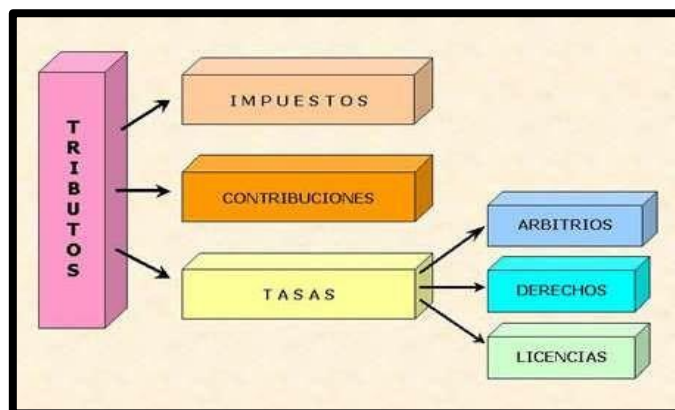 TRIBUTOS
IMPUESTOS
CONTRIBUCIONES
TASAS
ARBITRIOS
DERECHOS
LICENCIAS